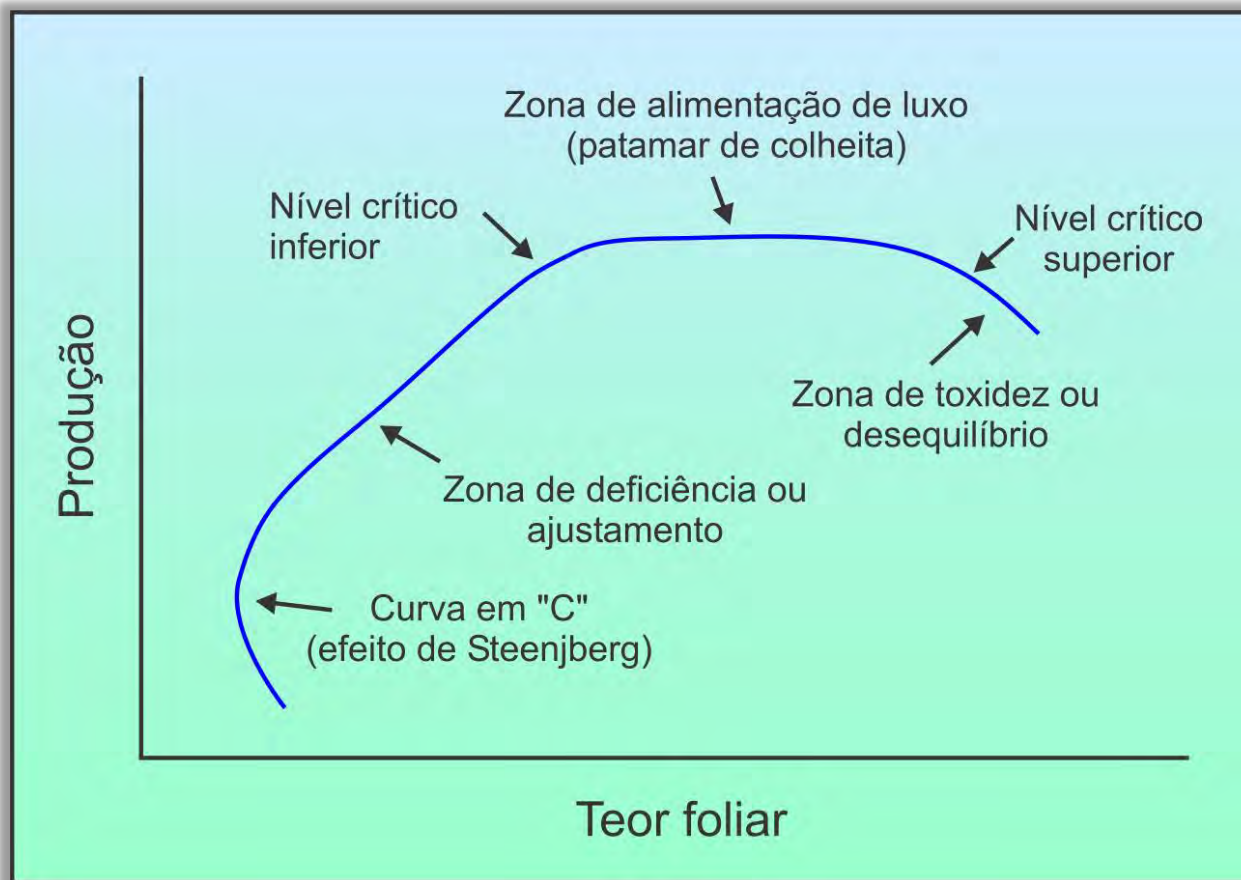 Zona de alimentação de luxo
(patamar de colheita)
Nível crítico
inferior
Nível crítico
superior
Produção
Zona de toxidez ou
desequilíbrio
Zona de deficiência ou
ajustamento
Curva em "C"
(efeito de Steenjberg)
Teor foliar